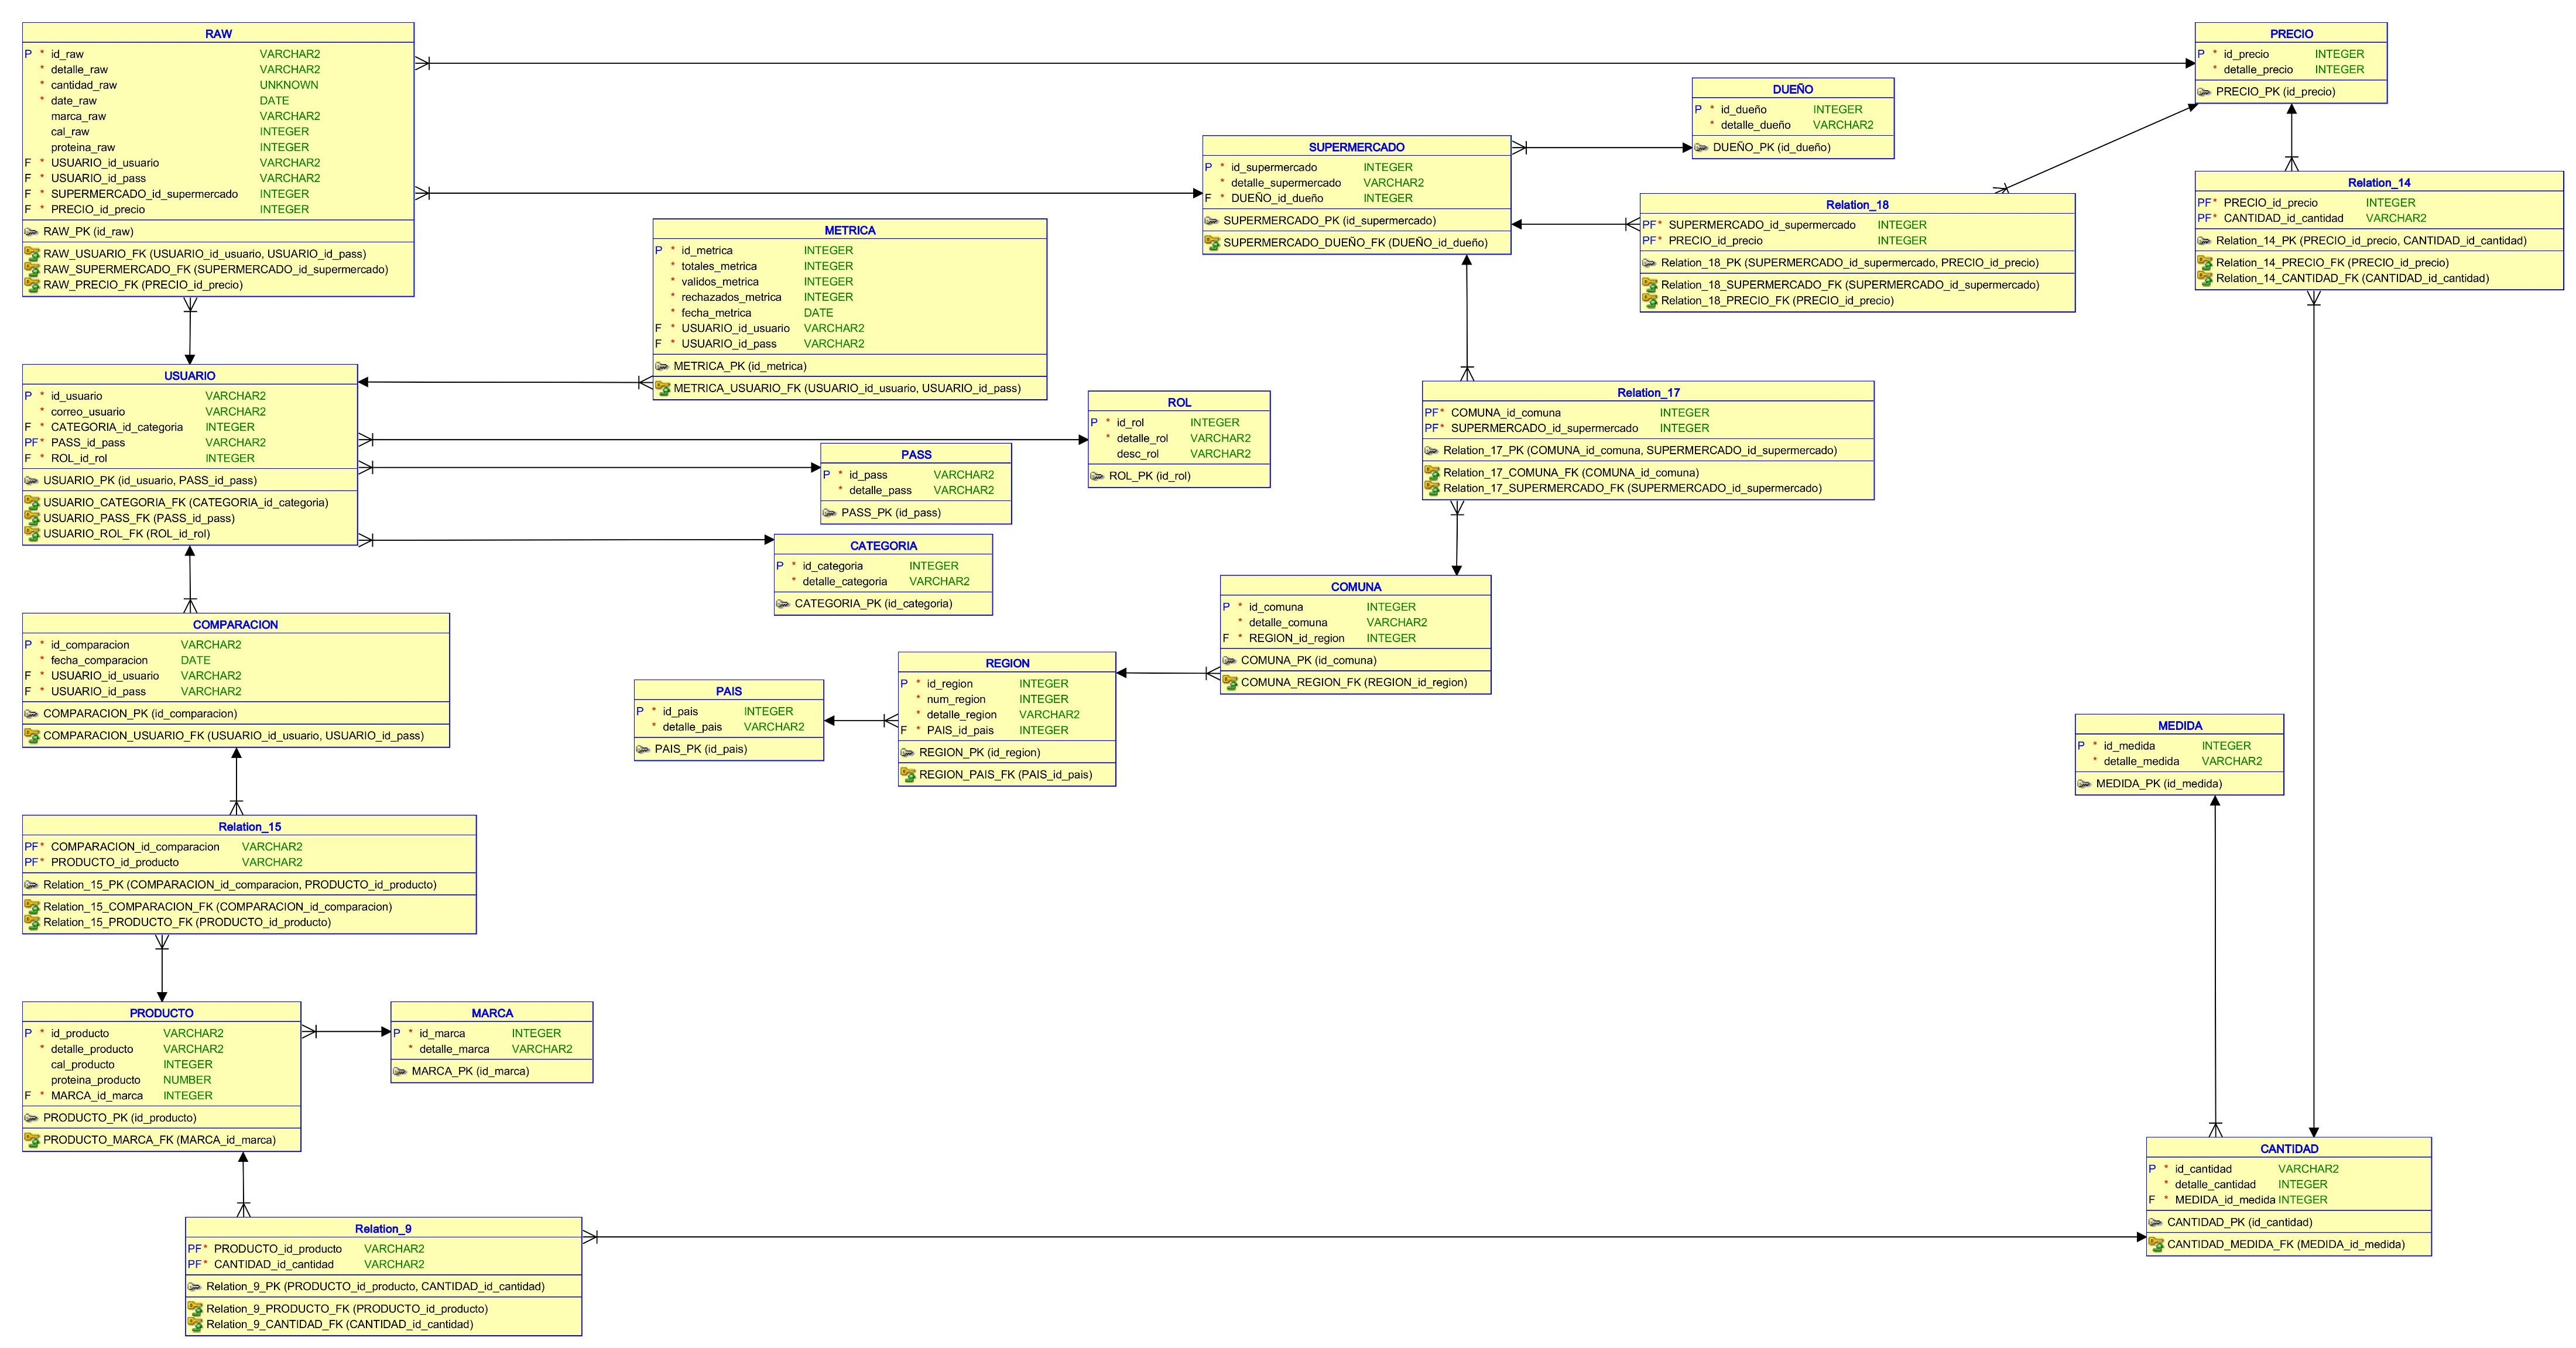 RAW
P * id_raw VARCHAR2
* detalle_raw VARCHAR2
* cantidad_raw UNKNOWN
* date_raw DATE
marca_raw VARCHAR2
cal_raw INTEGER
proteina_raw INTEGER
F * USUARIO_id_usuario VARCHAR2
F * USUARIO_id_pass VARCHAR2
F * SUPERMERCADO_id_supermercado INTEGER
F * PRECIO_id_precio INTEGER
RAW_PK (id_raw)
RAW_USUARIO_FK (USUARIO_id_usuario, USUARIO_id_pass)
RAW_SUPERMERCADO_FK (SUPERMERCADO_id_supermercado)
RAW_PRECIO_FK (PRECIO_id_precio)
PRECIO
P * id_precio INTEGER
* detalle_precio INTEGER
PRECIO_PK (id_precio)
DUEÑO
P * id_dueño INTEGER
* detalle_dueño VARCHAR2
DUEÑO_PK (id_dueño)
SUPERMERCADO
P * id_supermercado INTEGER
* detalle_supermercado VARCHAR2
F * DUEÑO_id_dueño INTEGER
SUPERMERCADO_PK (id_supermercado)
SUPERMERCADO_DUEÑO_FK (DUEÑO_id_dueño)
Relation_18
PF* SUPERMERCADO_id_supermercado INTEGER
PF* PRECIO_id_precio INTEGER
Relation_18_PK (SUPERMERCADO_id_supermercado, PRECIO_id_precio)
Relation_18_SUPERMERCADO_FK (SUPERMERCADO_id_supermercado)
Relation_18_PRECIO_FK (PRECIO_id_precio)
Relation_14
PF* PRECIO_id_precio INTEGER
PF* CANTIDAD_id_cantidad VARCHAR2
Relation_14_PK (PRECIO_id_precio, CANTIDAD_id_cantidad)
Relation_14_PRECIO_FK (PRECIO_id_precio)
Relation_14_CANTIDAD_FK (CANTIDAD_id_cantidad)
METRICA
P * id_metrica INTEGER
* totales_metrica INTEGER
* validos_metrica INTEGER
* rechazados_metrica INTEGER
* fecha_metrica DATE
F * USUARIO_id_usuario VARCHAR2
F * USUARIO_id_pass VARCHAR2
METRICA_PK (id_metrica)
METRICA_USUARIO_FK (USUARIO_id_usuario, USUARIO_id_pass)
USUARIO
P * id_usuario VARCHAR2
* correo_usuario VARCHAR2
F * CATEGORIA_id_categoria INTEGER
PF* PASS_id_pass VARCHAR2
F * ROL_id_rol INTEGER
USUARIO_PK (id_usuario, PASS_id_pass)
USUARIO_CATEGORIA_FK (CATEGORIA_id_categoria)
USUARIO_PASS_FK (PASS_id_pass)
USUARIO_ROL_FK (ROL_id_rol)
ROL
P * id_rol INTEGER
* detalle_rol VARCHAR2
desc_rol VARCHAR2
ROL_PK (id_rol)
PASS
P * id_pass VARCHAR2
* detalle_pass VARCHAR2
PASS_PK (id_pass)
Relation_17
PF* COMUNA_id_comuna INTEGER
PF* SUPERMERCADO_id_supermercado INTEGER
Relation_17_PK (COMUNA_id_comuna, SUPERMERCADO_id_supermercado)
Relation_17_COMUNA_FK (COMUNA_id_comuna)
Relation_17_SUPERMERCADO_FK (SUPERMERCADO_id_supermercado)
CATEGORIA
P * id_categoria INTEGER
* detalle_categoria VARCHAR2
CATEGORIA_PK (id_categoria)
COMPARACION
P * id_comparacion VARCHAR2
* fecha_comparacion DATE
F * USUARIO_id_usuario VARCHAR2
F * USUARIO_id_pass VARCHAR2
COMPARACION_PK (id_comparacion)
COMPARACION_USUARIO_FK (USUARIO_id_usuario, USUARIO_id_pass)
COMUNA
P * id_comuna INTEGER
* detalle_comuna VARCHAR2
F * REGION_id_region INTEGER
COMUNA_PK (id_comuna)
COMUNA_REGION_FK (REGION_id_region)
REGION
P * id_region INTEGER
* num_region INTEGER
* detalle_region VARCHAR2
F * PAIS_id_pais INTEGER
REGION_PK (id_region)
REGION_PAIS_FK (PAIS_id_pais)
PAIS
P * id_pais INTEGER
* detalle_pais VARCHAR2
PAIS_PK (id_pais)
MEDIDA
P * id_medida INTEGER
* detalle_medida VARCHAR2
MEDIDA_PK (id_medida)
Relation_15
PF* COMPARACION_id_comparacion VARCHAR2
PF* PRODUCTO_id_producto VARCHAR2
Relation_15_PK (COMPARACION_id_comparacion, PRODUCTO_id_producto)
Relation_15_COMPARACION_FK (COMPARACION_id_comparacion)
Relation_15_PRODUCTO_FK (PRODUCTO_id_producto)
PRODUCTO
P * id_producto VARCHAR2
* detalle_producto VARCHAR2
cal_producto INTEGER
proteina_producto NUMBER
F * MARCA_id_marca INTEGER
PRODUCTO_PK (id_producto)
PRODUCTO_MARCA_FK (MARCA_id_marca)
MARCA
P * id_marca INTEGER
* detalle_marca VARCHAR2
MARCA_PK (id_marca)
CANTIDAD
P * id_cantidad VARCHAR2
* detalle_cantidad INTEGER
F * MEDIDA_id_medida INTEGER
CANTIDAD_PK (id_cantidad)
CANTIDAD_MEDIDA_FK (MEDIDA_id_medida)
Relation_9
PF* PRODUCTO_id_producto VARCHAR2
PF* CANTIDAD_id_cantidad VARCHAR2
Relation_9_PK (PRODUCTO_id_producto, CANTIDAD_id_cantidad)
Relation_9_PRODUCTO_FK (PRODUCTO_id_producto)
Relation_9_CANTIDAD_FK (CANTIDAD_id_cantidad)